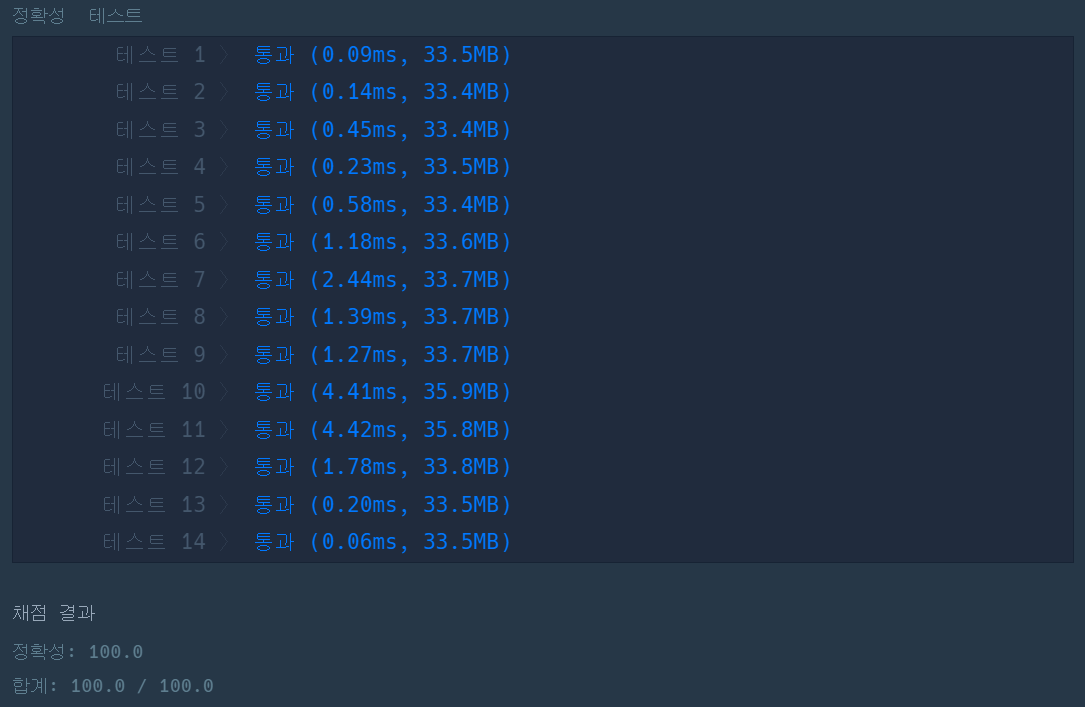 정확성 테스트
테스트 1 〉 통과 (0.09ms, 33.5MB)
테스트 2 〉 통과 (0.14ms, 33.4MB)
테스트 3 〉 통과 (0.45ms, 33.4MB)
테스트 4 〉 통과 (0.23ms, 33.5MB)
테스트 5 〉 통과 (0.58ms, 33.4MB)
테스트 6 〉 통과 (1.18ms, 33.6MB)
테스트 7 〉 통과 (2.44ms, 33.7MB)
테스트 8 〉 통과 (1.39ms, 33.7MB)
테스트 9 〉 통과 (1.27ms, 33.7MB)
테스트 10 〉 통과 (4.41ms, 35.9MB)
테스트 11 〉 통과 (4.42ms, 35.8MB)
테스트 12 〉 통과 (1.78ms, 33.8MB)
테스트 13 〉 통과 (0.20ms, 33.5MB)
테스트 14 〉 통과 (0.06ms, 33.5MB)
채점 결과
정확성: 100.0
합계: 100.0 / 100.0